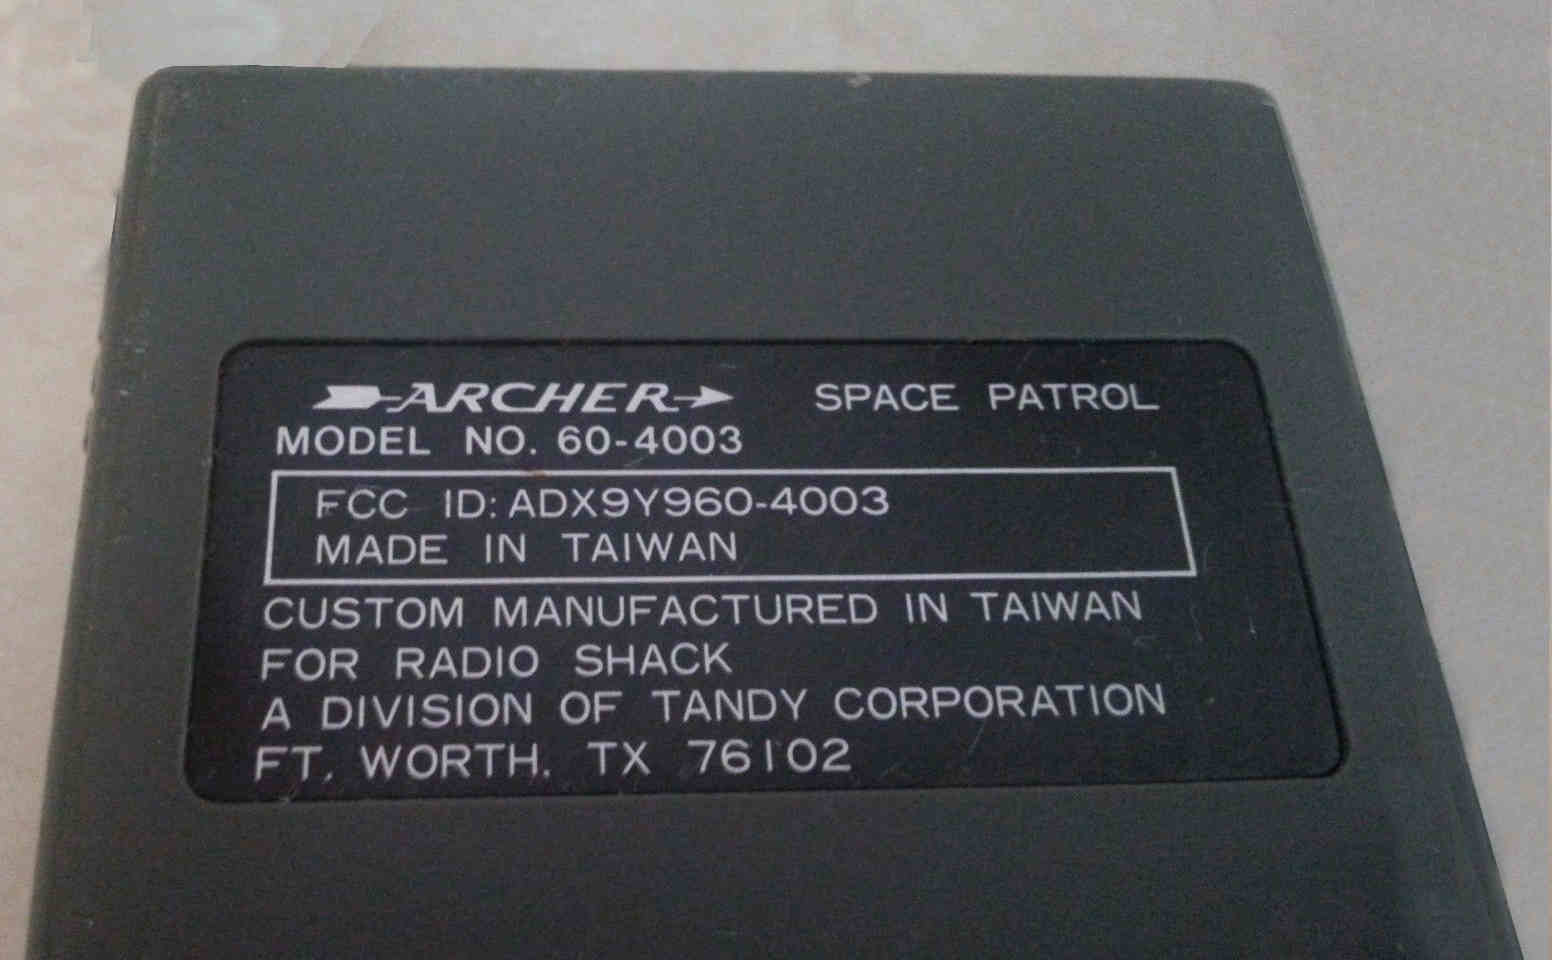 ARCHER SPACE PATROL
MODEL NO. 60-4003
FCC ID: ADX9Y960-4003
MADE IN TAIWAN
CUSTOM MANUFACTURED IN TAIWAN
FOR RADIO SHACK
A DIVISION OF TANDY CORPORATION
FT. WORTH. TX 76102